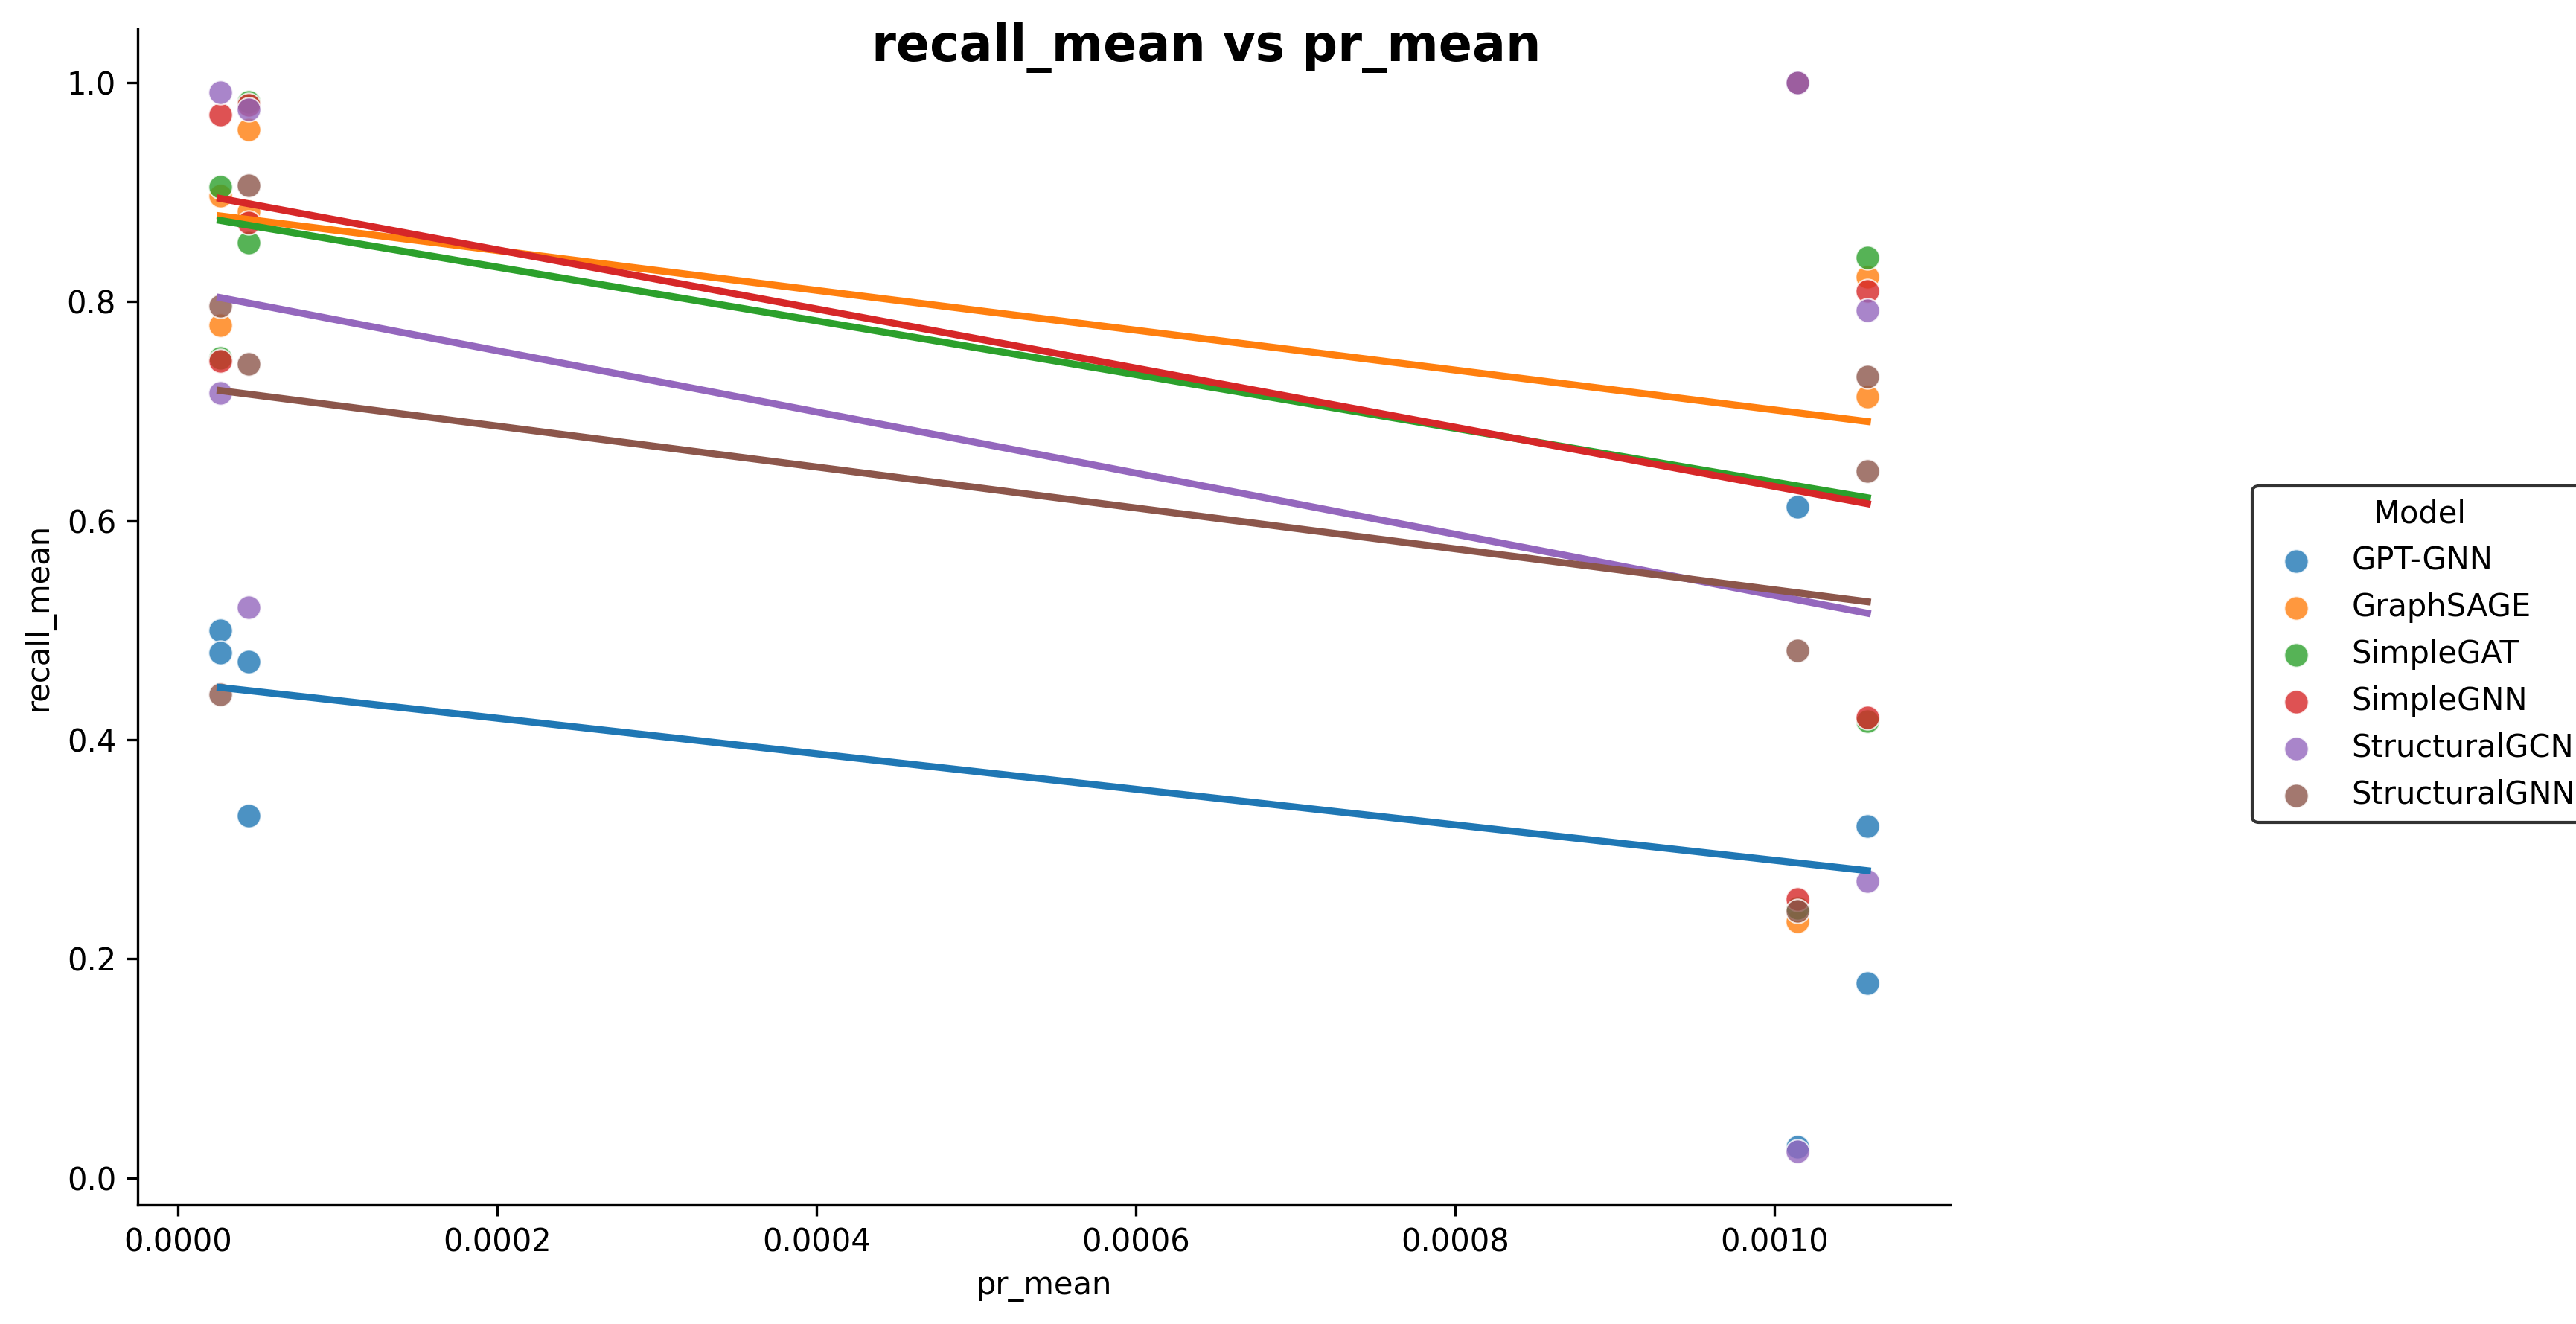 recall_mean vs pr_mean
1.0
0.8
0.6
0.4
0.2
0.0
recall_mean
0.0000
0.0002
0.0004
0.0006
0.0008
0.0010
pr_mean
Model
GPT-GNN
GraphSAGE
SimpleGAT
SimpleGNN
StructuralGCN
StructuralGNN